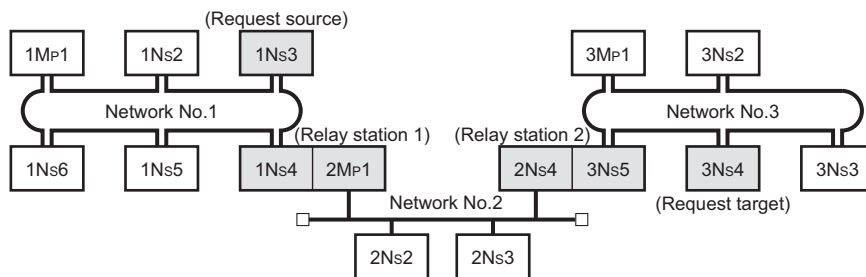 (Request source)
1MP1 1NS2 1NS3 3MP1 3NS2
Network No.1 Network No.3
(Relay station 1) (Relay station 2)
1NS6 1NS5 1NS4 2MP1 2NS4 3NS5 3NS4 3NS3
Network No.2 (Request target)
2NS2 2NS3